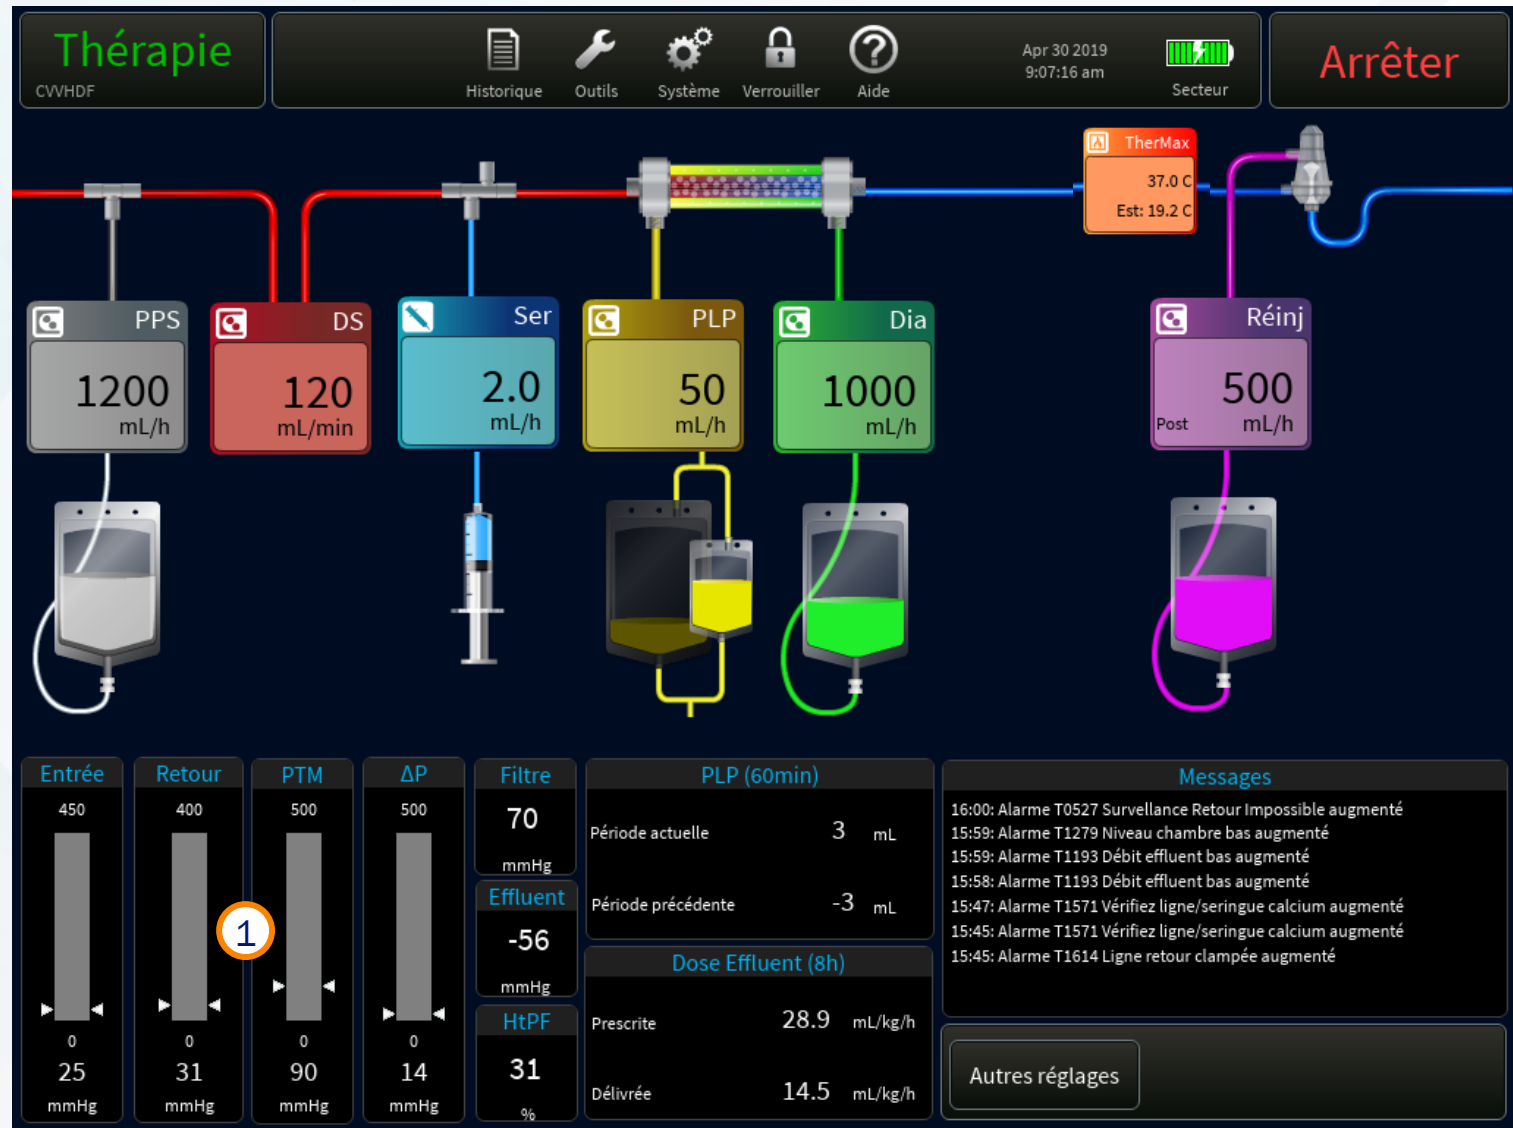 Thérapie
CVVHDF
Historique
Outils
Système
Verrouiller
Aide
Apr 30 2019
9:07:16 am
Secteur
Arrêter
TherMax
37.0 C
Est: 19.2 C
PPS
1200
mL/h
DS
120
mL/min
Ser
2.0
mL/h
PLP
50
mL/h
Dia
1000
mL/h
Réinj
500
Post mL/h
Entrée
450
0
25
mmHg
Retour
400
0
31
mmHg
1
PTM
500
0
90
mmHg
ΔP
500
0
14
mmHg
Filtre
70
mmHg
Effluent
-56
mmHg
HtPF
31
%
PLP (60min)
Période actuelle 3 mL
Période précédente -3 mL
Dose Effluent (8h)
Prescrite 28.9 mL/kg/h
Délivrée 14.5 mL/kg/h
Messages
16:00: Alarme T0527 Survellance Retour Impossible augmenté
15:59: Alarme T1279 Niveau chambre bas augmenté
15:59: Alarme T1193 Débit effluent bas augmenté
15:58: Alarme T1193 Débit effluent bas augmenté
15:47: Alarme T1571 Vérifiez ligne/seringue calcium augmenté
15:45: Alarme T1571 Vérifiez ligne/seringue calcium augmenté
15:45: Alarme T1614 Ligne retour clampée augmenté
Autres réglages